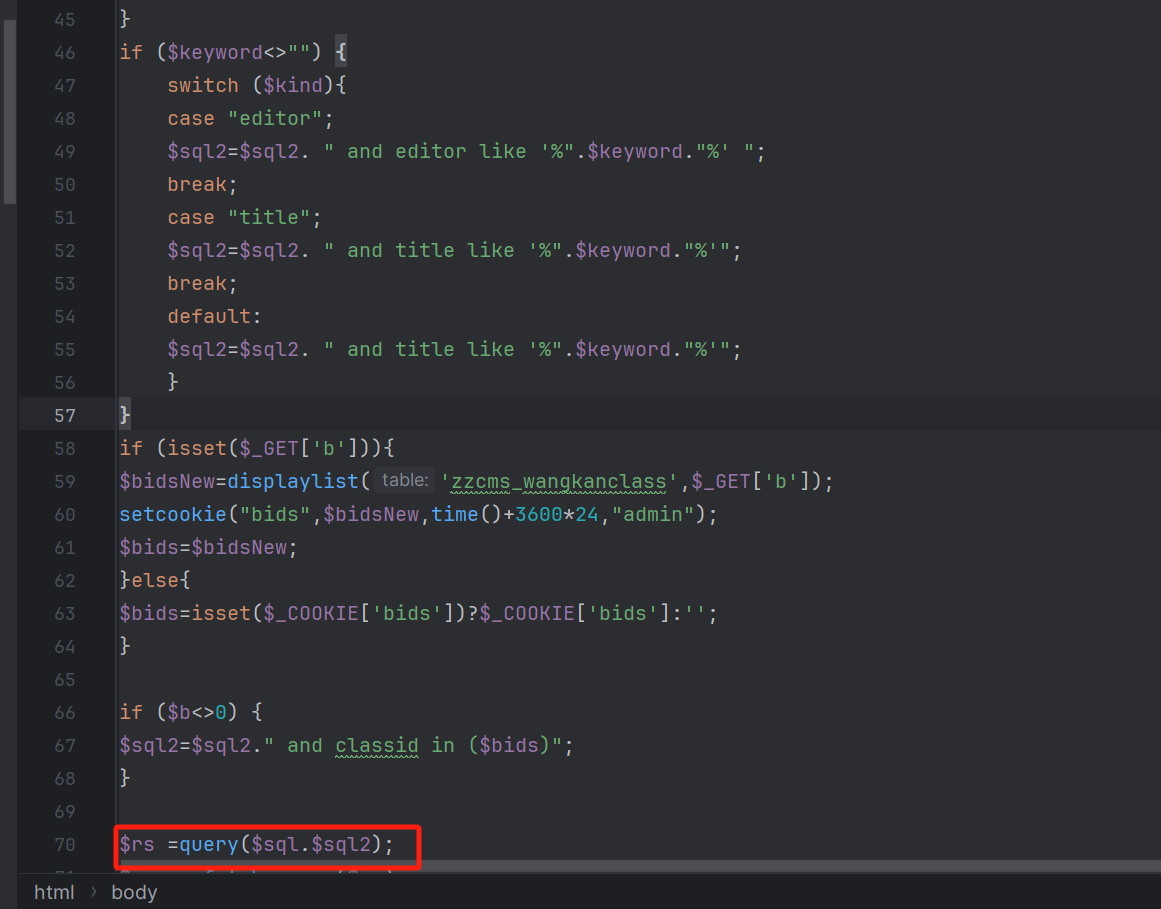 45 }
46 if ($keyword<>"") {
47 switch ($kind){
48 case "editor";
49 $sql2=$sql2. " and editor like '%".$keyword."%' ";
50 break;
51 case "title";
52 $sql2=$sql2. " and title like '%".$keyword."%'";
53 break;
54 default:
55 $sql2=$sql2. " and title like '%".$keyword."%'";
56 }
57 }
58 if (isset($_GET['b'])){
59 $bidsNew=displaylist( table: 'zzcms_wangkanclass',$_GET['b']);
60 setcookie("bids",$bidsNew,time()+3600*24,"admin");
61 $bids=$bidsNew;
62 }else{
63 $bids=isset($_COOKIE['bids'])?$_COOKIE['bids']:'';
64 }
65
66 if ($b<>0) {
67 $sql2=$sql2." and classid in ($bids)";
68 }
69
70 $rs =query($sql.$sql2);
html › body